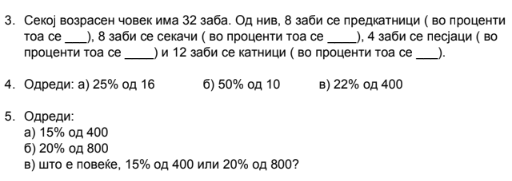 3. Секој возрасен човек има 32 заба. Од нив, 8 заби се предкатници ( во проценти
тоа се ___), 8 заби се секачи ( во проценти тоа се ____), 4 заби се песјаци ( во
проценти тоа се ____) и 12 заби се катници ( во проценти тоа се ___).
4. Одреди: а) 25% од 16 б) 50% од 10 в) 22% од 400
5. Одреди:
а) 15% од 400
б) 20% од 800
в) што е повеќе, 15% од 400 или 20% од 800?